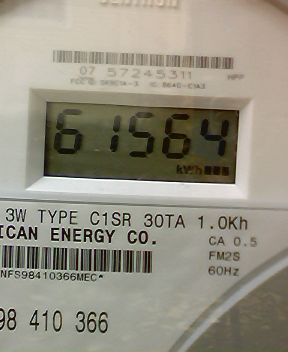 07 57245311 HPP
61564
kWh
3W TYPE C1SR 30TA 1.0Kh
ICAN ENERGY CO. CA 0.5
FM2S
NFS98410366MEC* 60Hz
98 410 366